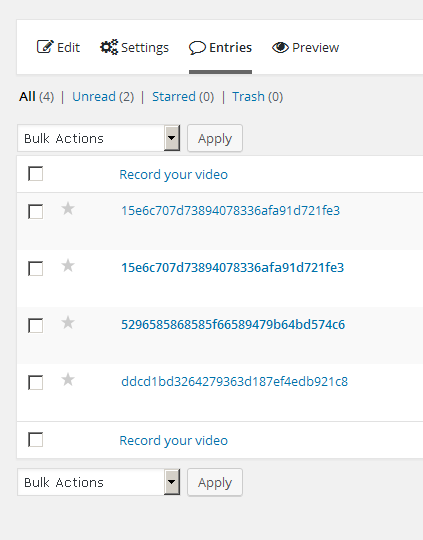 Edit Settings Entries Preview
All (4) | Unread (2) | Starred (0) | Trash (0)
Bulk Actions Apply
Record your video
15e6c707d73894078336afa91d721fe3
15e6c707d73894078336afa91d721fe3
5296585868585f66589479b64bd574c6
ddcd1bd3264279363d187ef4edb921c8
Record your video
Bulk Actions Apply